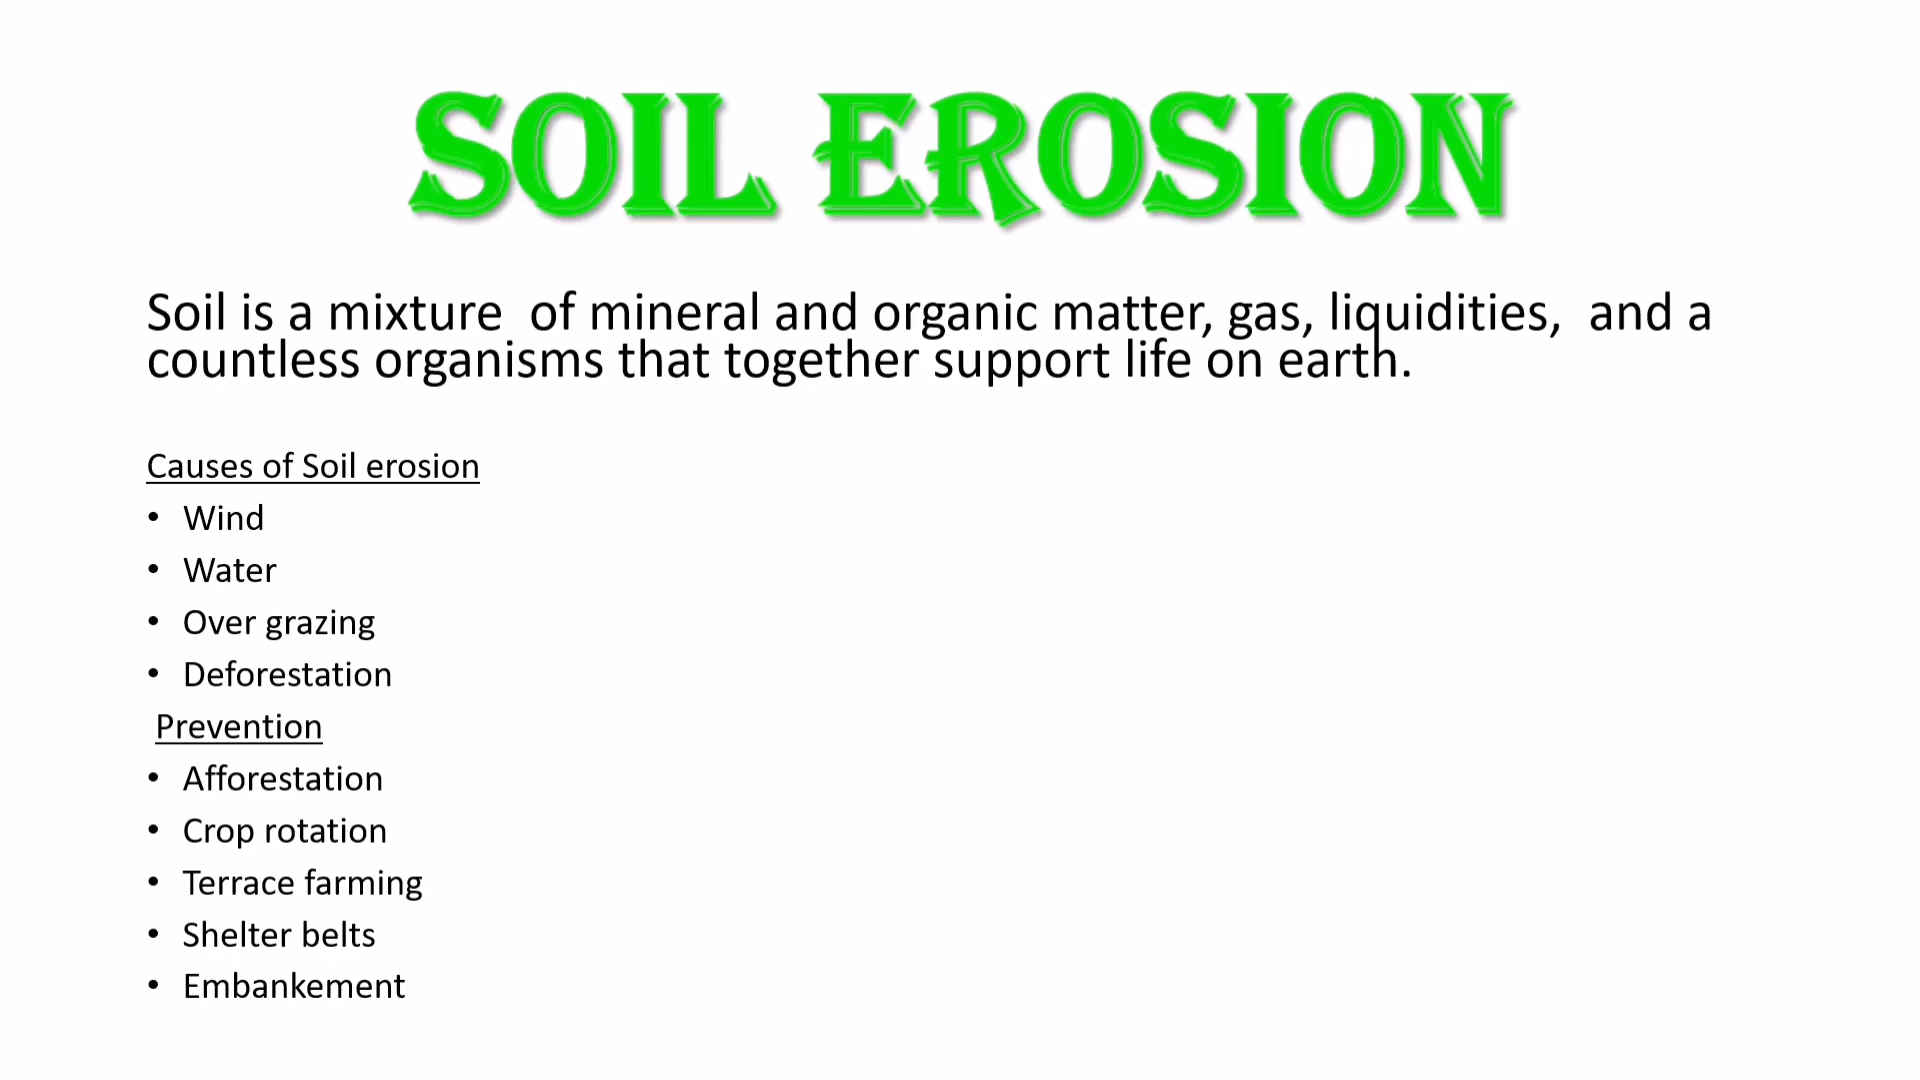 SOIL EROSION
Soil is a mixture  of mineral and organic matter, gas, liquidities,  and a
countless organisms that together support life on earth.
Causes of Soil erosion
• Wind
• Water
• Over grazing
• Deforestation
Prevention
• Afforestation
• Crop rotation
• Terrace farming
• Shelter belts
• Embankement